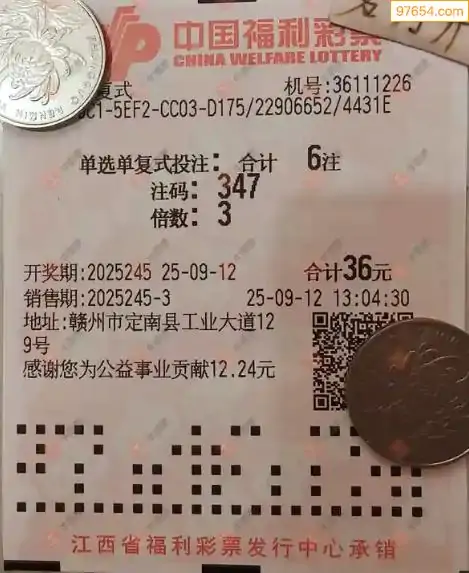 97654.com
中国福利彩票
CHINA WELFARE LOTTERY
复式
机号:36111226
C1-5EF2-CC03-D175/22906652/4431E
单选单复式投注: 合计 6注
注码: 347
倍数: 3
开奖期:2025245 25-09-12 合计36元
销售期:2025245-3 25-09-12 13:04:30
地址:赣州市定南县工业大道12
9号
感谢您为公益事业贡献12.24元
江西省福利彩票发行中心承销